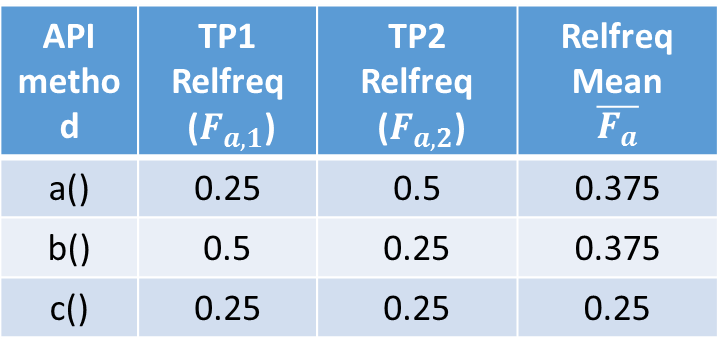 API TP1 TP2 Relfreq
metho Relfreq Relfreq Mean
d (F_{a,1}) (F_{a,2}) \overline{F_a}
a() 0.25 0.5 0.375
b() 0.5 0.25 0.375
c() 0.25 0.25 0.25